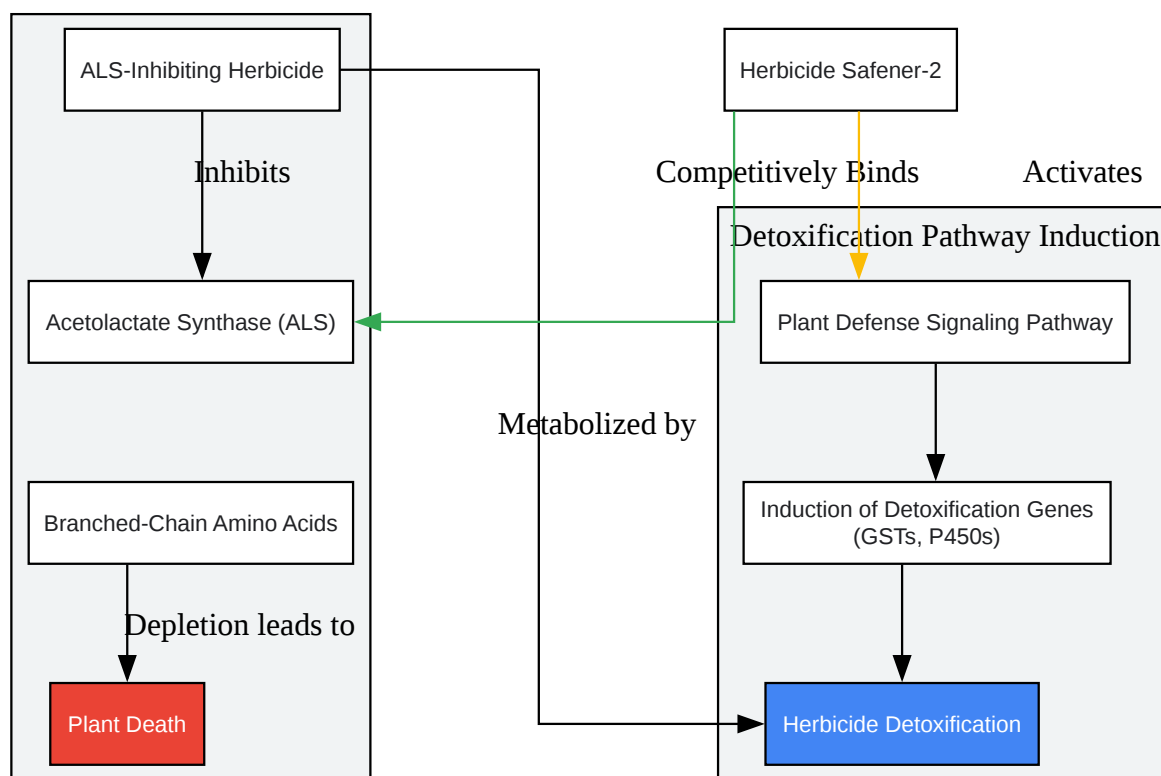 ALS-Inhibiting Herbicide
Herbicide Safener-2
Inhibits
Competitively Binds
Activates
Detoxification Pathway Induction
Acetolactate Synthase (ALS)
Plant Defense Signaling Pathway
Metabolized by
Branched-Chain Amino Acids
Induction of Detoxification Genes
(GSTs, P450s)
Depletion leads to
Plant Death
Herbicide Detoxification